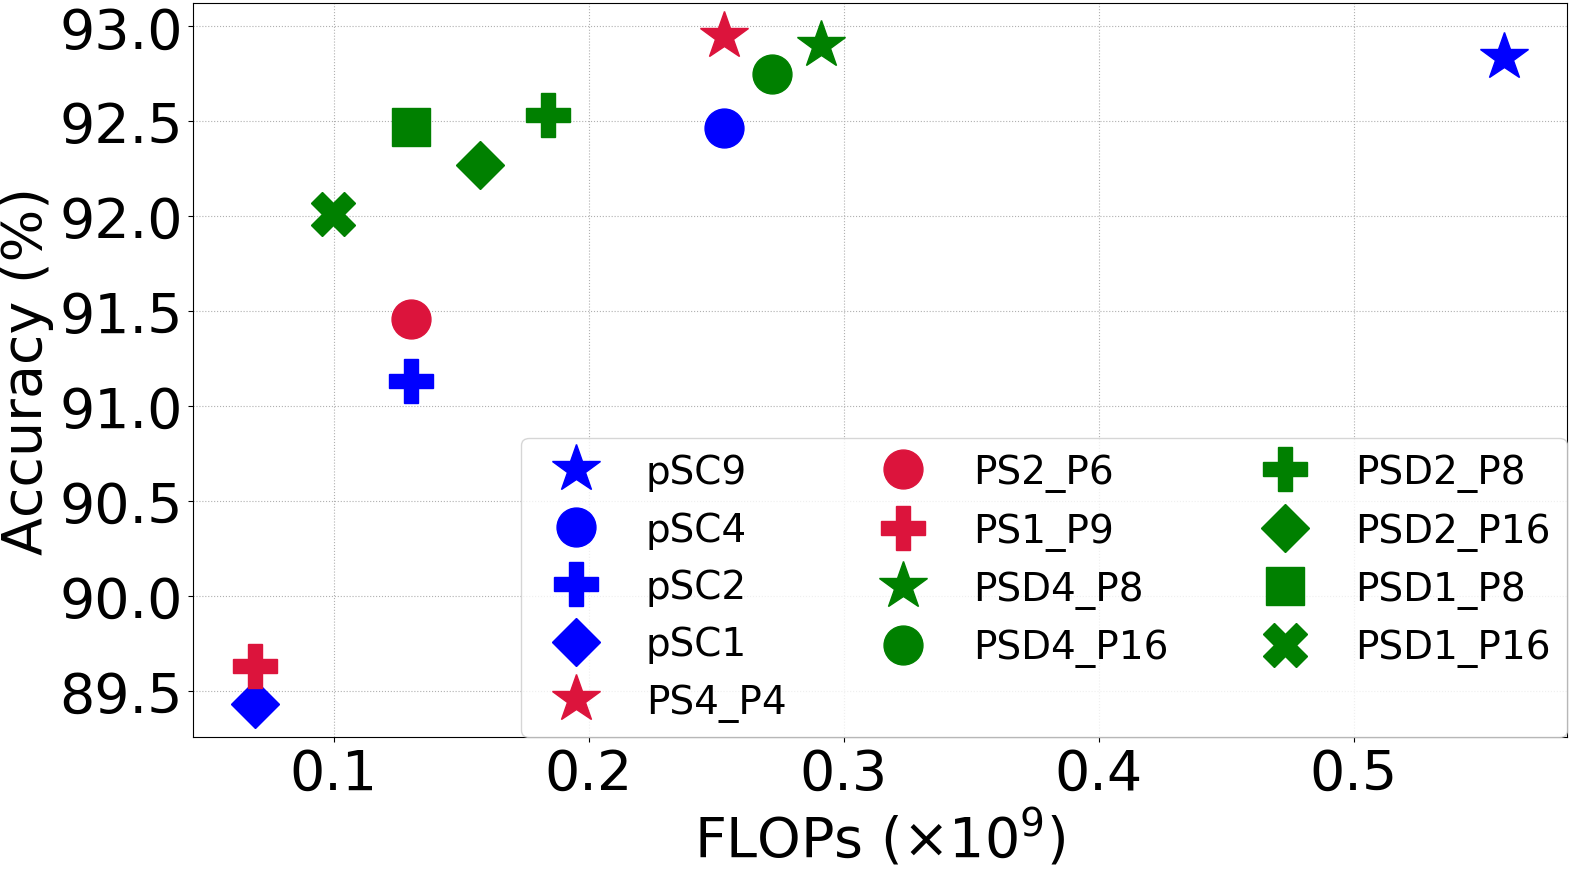 Accuracy (%)
93.0
92.5
92.0
91.5
91.0
90.5
90.0
89.5
pSC9
pSC4
pSC2
pSC1
PS4_P4
PS2_P6
PS1_P9
PSD4_P8
PSD4_P16
PSD2_P8
PSD2_P16
PSD1_P8
PSD1_P16
0.1 0.2 0.3 0.4 0.5
FLOPs (×10⁹)